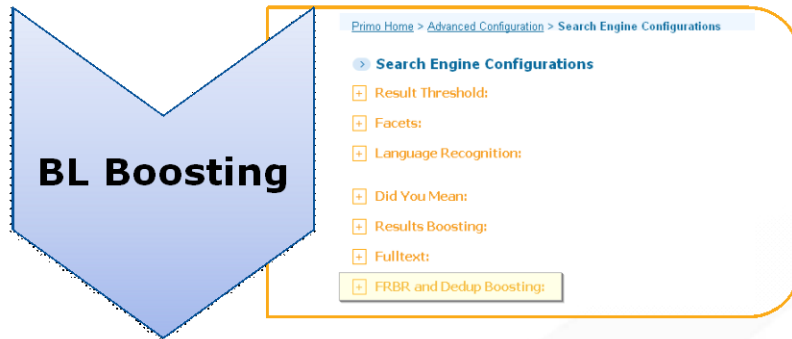 BL Boosting
Primo Home > Advanced Configuration > Search Engine Configurations
Search Engine Configurations
Result Threshold:
Facets:
Language Recognition:
Did You Mean:
Results Boosting:
Fulltext:
FRBR and Dedup Boosting: